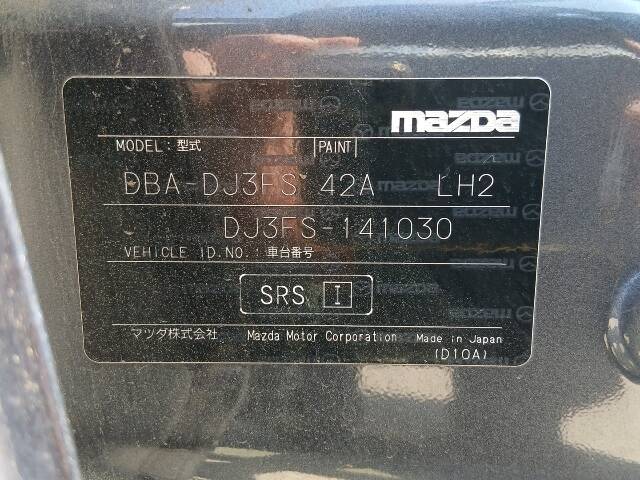 mazda
MODEL:型式 PAINT
DBA-DJ3FS 42A LH2
DJ3FS-141030
VEHICLE ID.NO.:車台番号
SRS I
マツダ株式会社 Mazda Motor Corporation Made in Japan
(D10A)